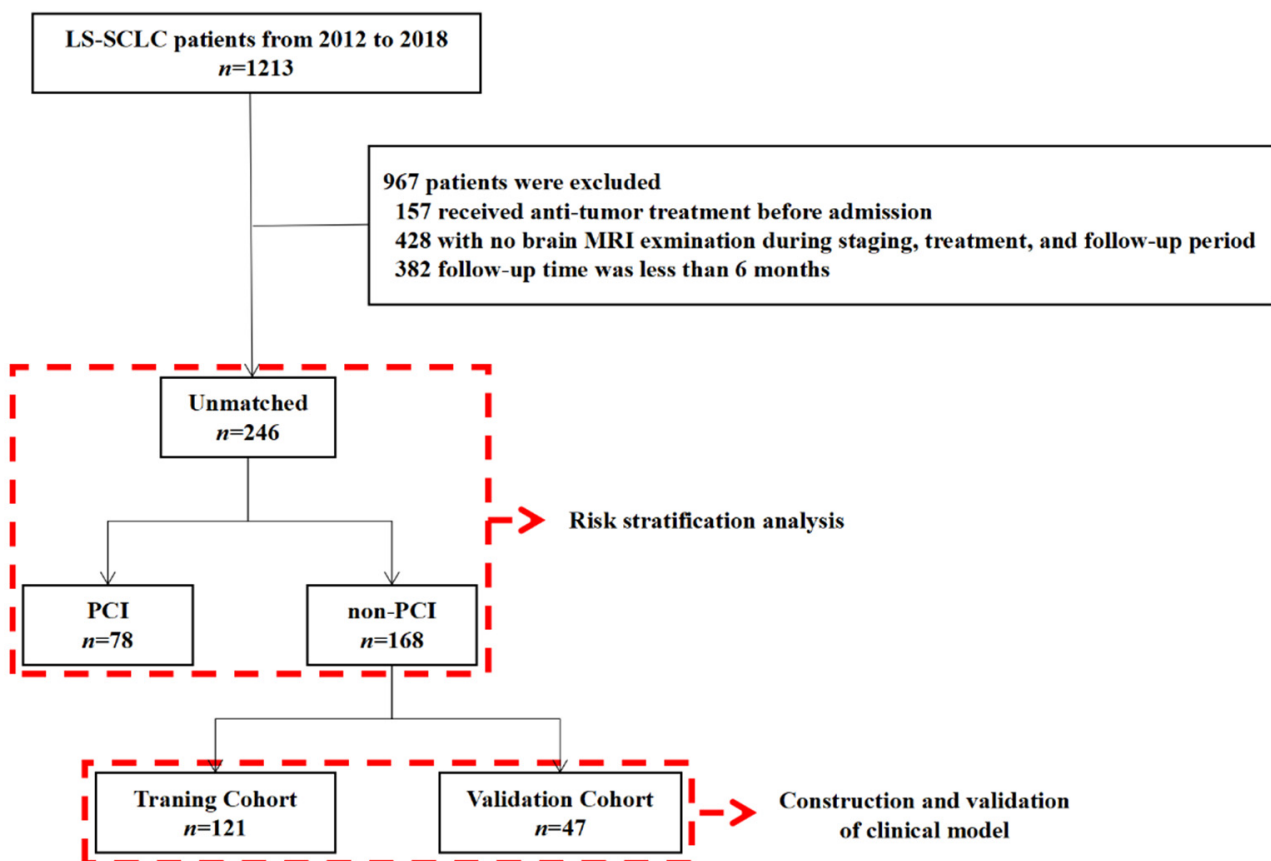 LS-SCLC patients from 2012 to 2018
n=1213
967 patients were excluded
157 received anti-tumor treatment before admission
428 with no brain MRI exmination during staging, treatment, and follow-up period
382 follow-up time was less than 6 months
Unmatched
n=246
Risk stratification analysis
PCI
n=78
non-PCI
n=168
Traning Cohort
n=121
Validation Cohort
n=47
Construction and validation
of clinical model